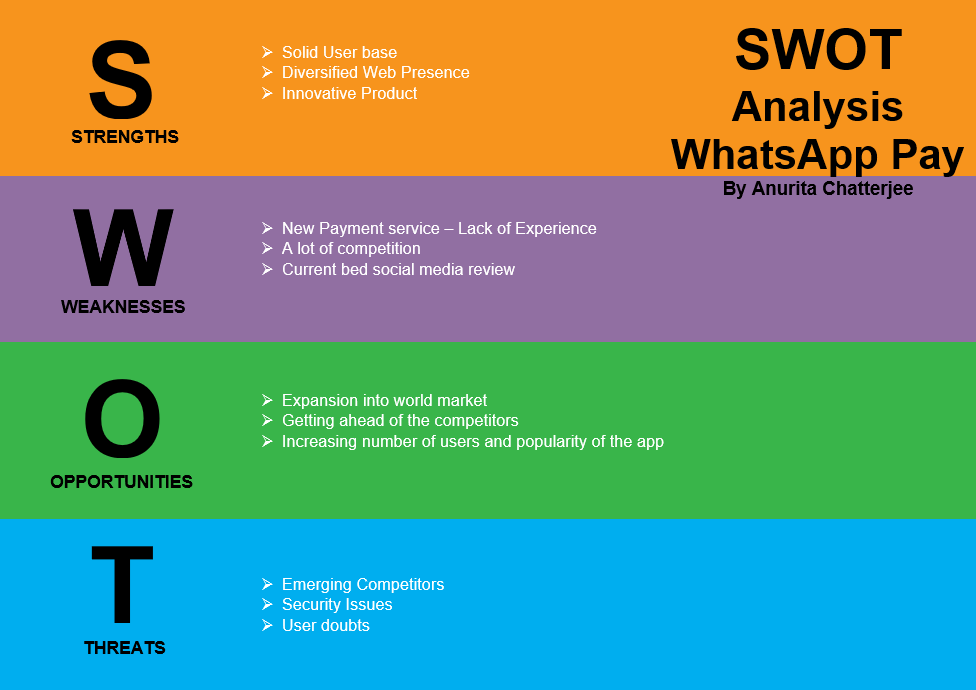 SWOT
Analysis
WhatsApp Pay
By Anurita Chatterjee
S
STRENGTHS
➢ Solid User base
➢ Diversified Web Presence
➢ Innovative Product
W
WEAKNESSES
➢ New Payment service – Lack of Experience
➢ A lot of competition
➢ Current bed social media review
O
OPPORTUNITIES
➢ Expansion into world market
➢ Getting ahead of the competitors
➢ Increasing number of users and popularity of the app
T
THREATS
➢ Emerging Competitors
➢ Security Issues
➢ User doubts